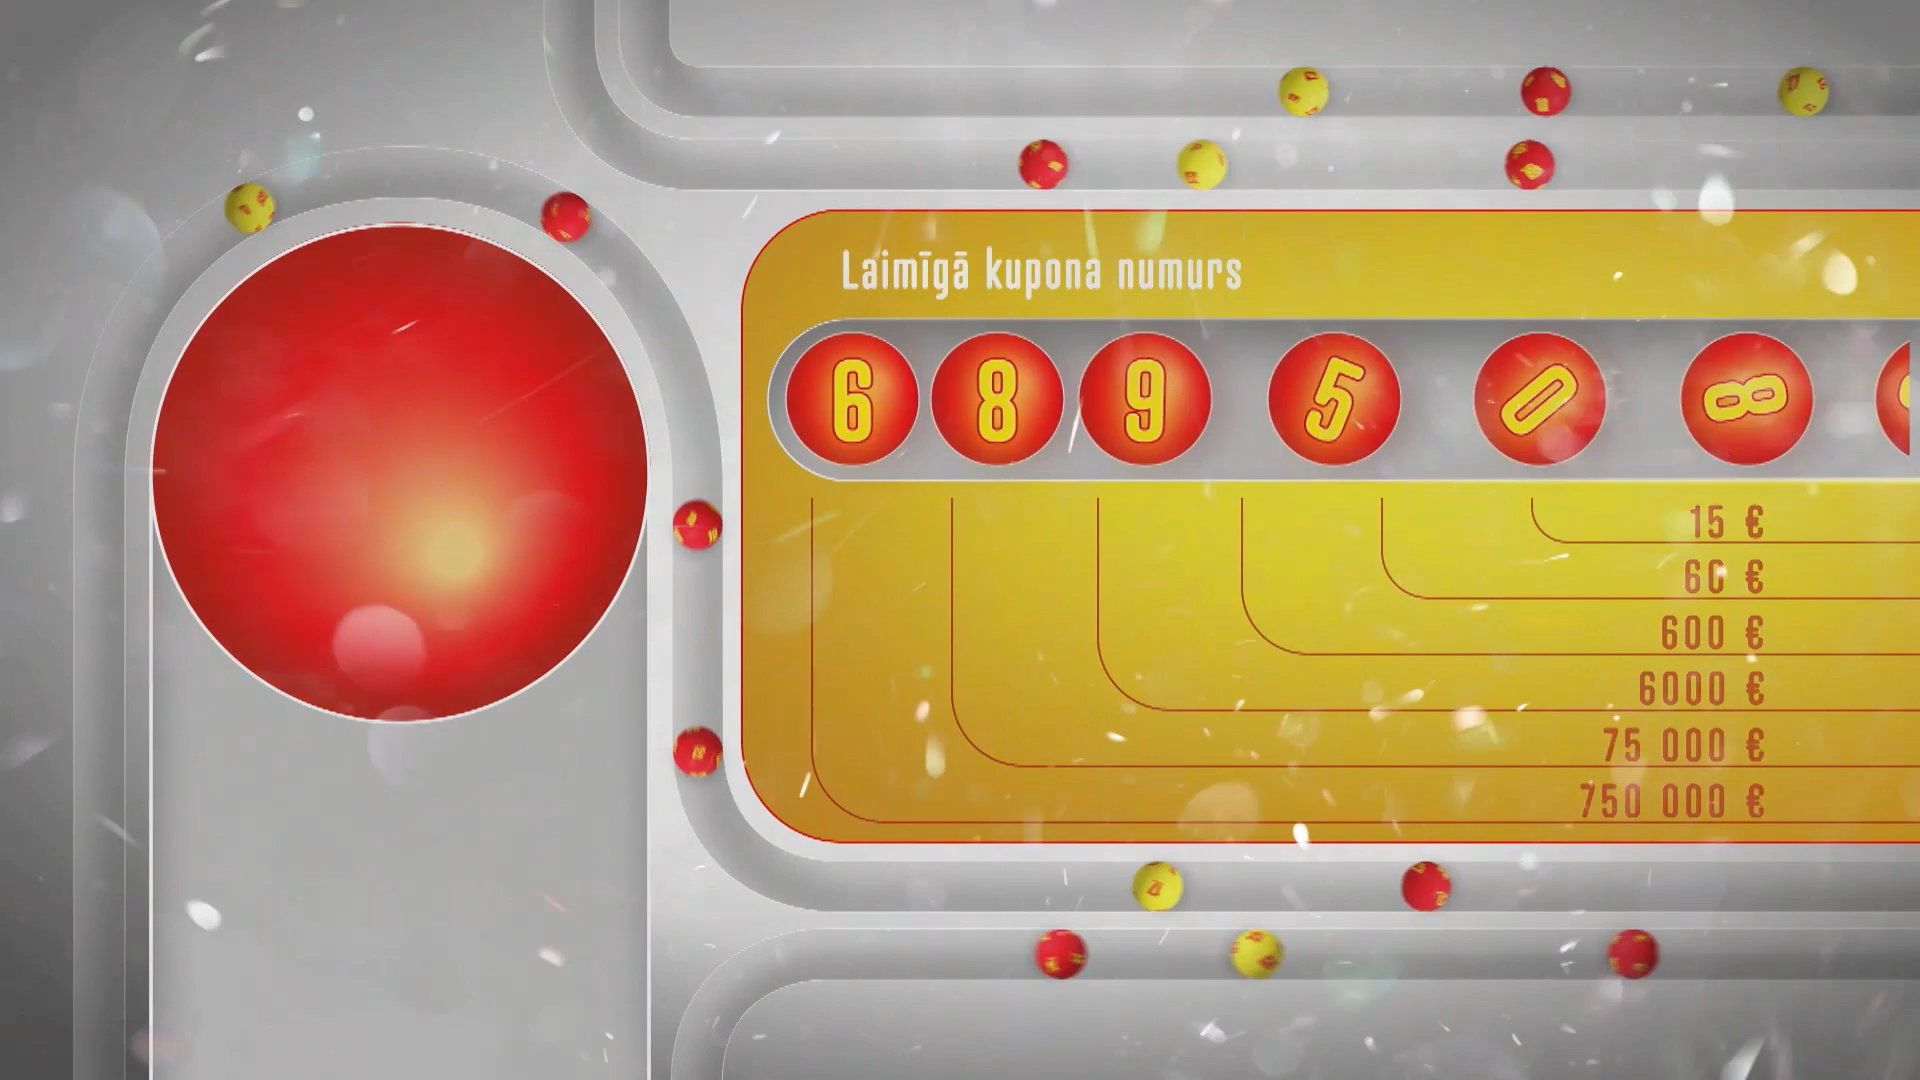 Laimīgā kupona numurs
6 8 9 5 0 8
15 €
60 €
600 €
6000 €
75 000 €
750 000 €